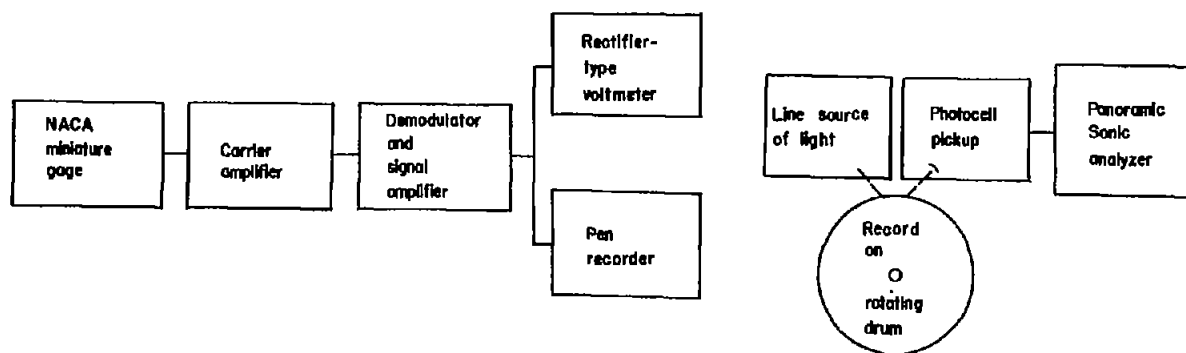 NACA
miniature
gage
Carrier
amplifier
Demodulator
and
signal
amplifier
Rectifier-
type
voltmeter
Pen
recorder
Line source
of light
Photocell
pickup
Panoramic
Sonic
analyzer
Record
on
rotating
drum